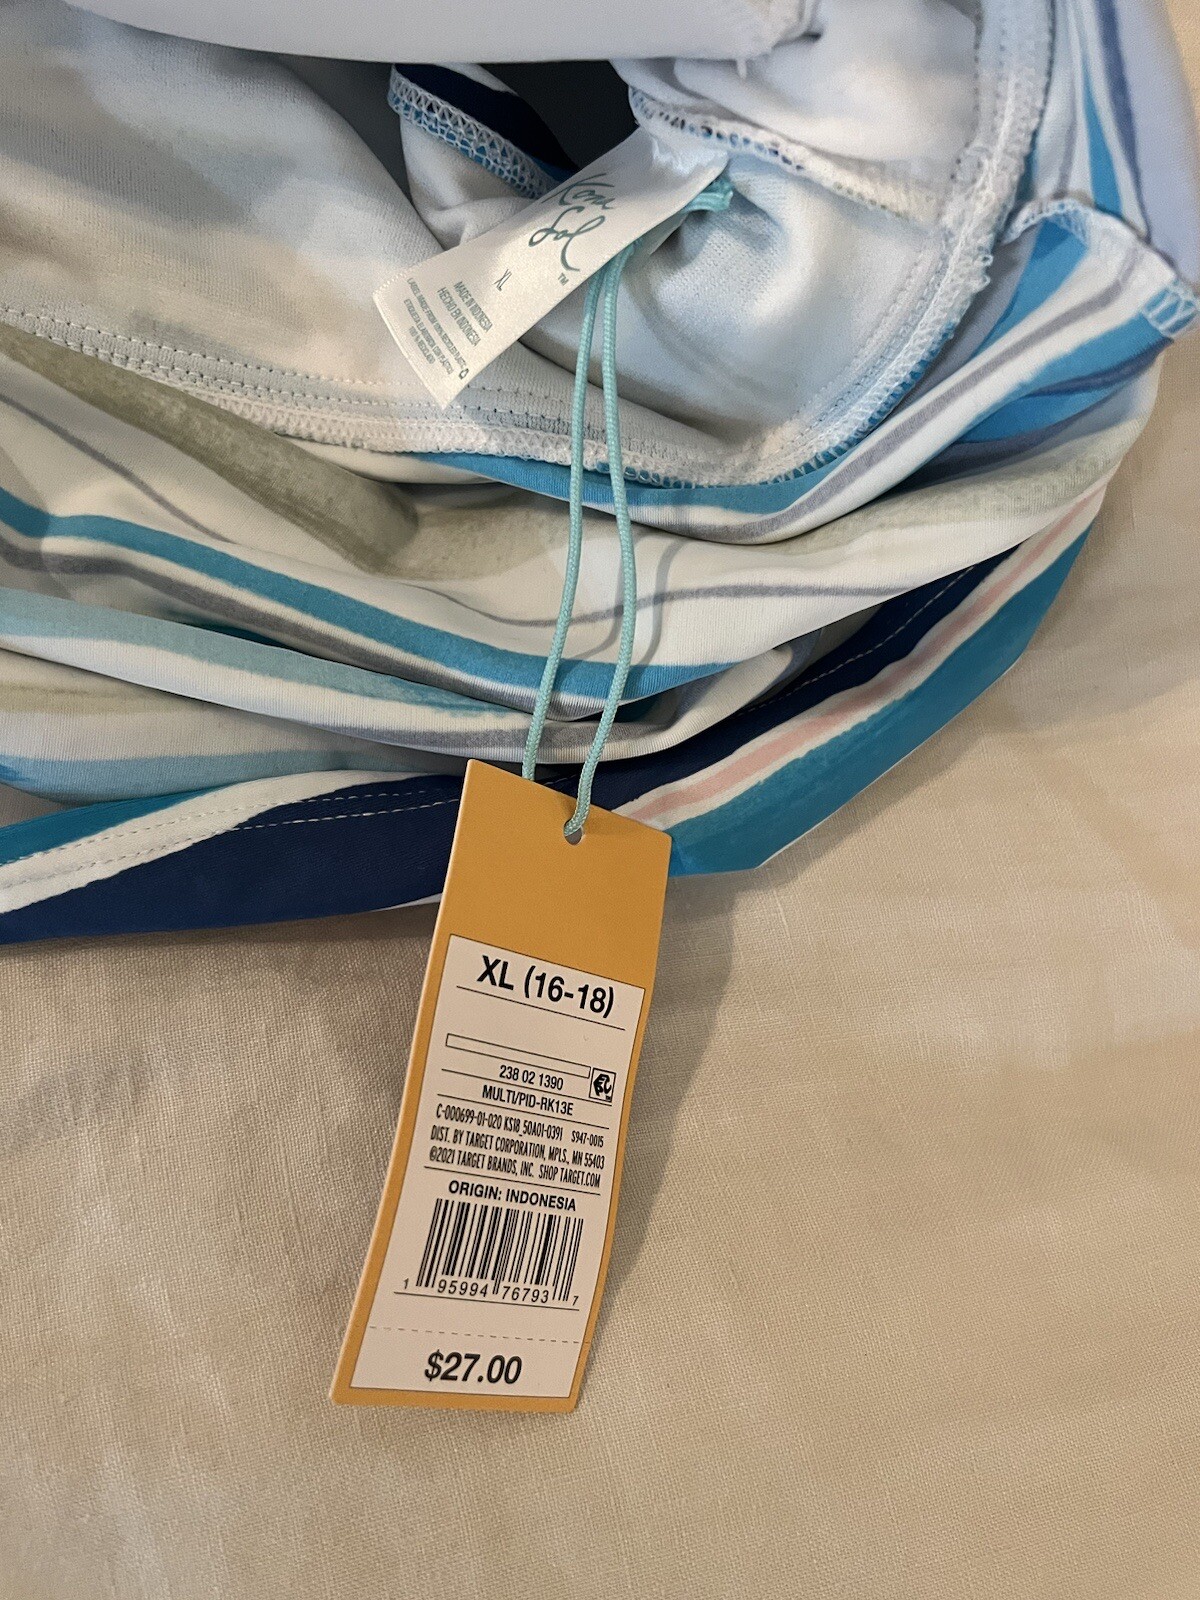 Kona
Sol
TM
XL
MADE IN INDONESIA
HECHO EN INDONESIA
XL (16-18)
238 02 1390
MULTI/PID-RK13E
C-000699-01-020 KS18_50A01-0391 S947-0015
DIST. BY TARGET CORPORATION, MPLS., MN 55403
©2021 TARGET BRANDS, INC. SHOP TARGET.COM
ORIGIN: INDONESIA
1 95994 76793 7
$27.00